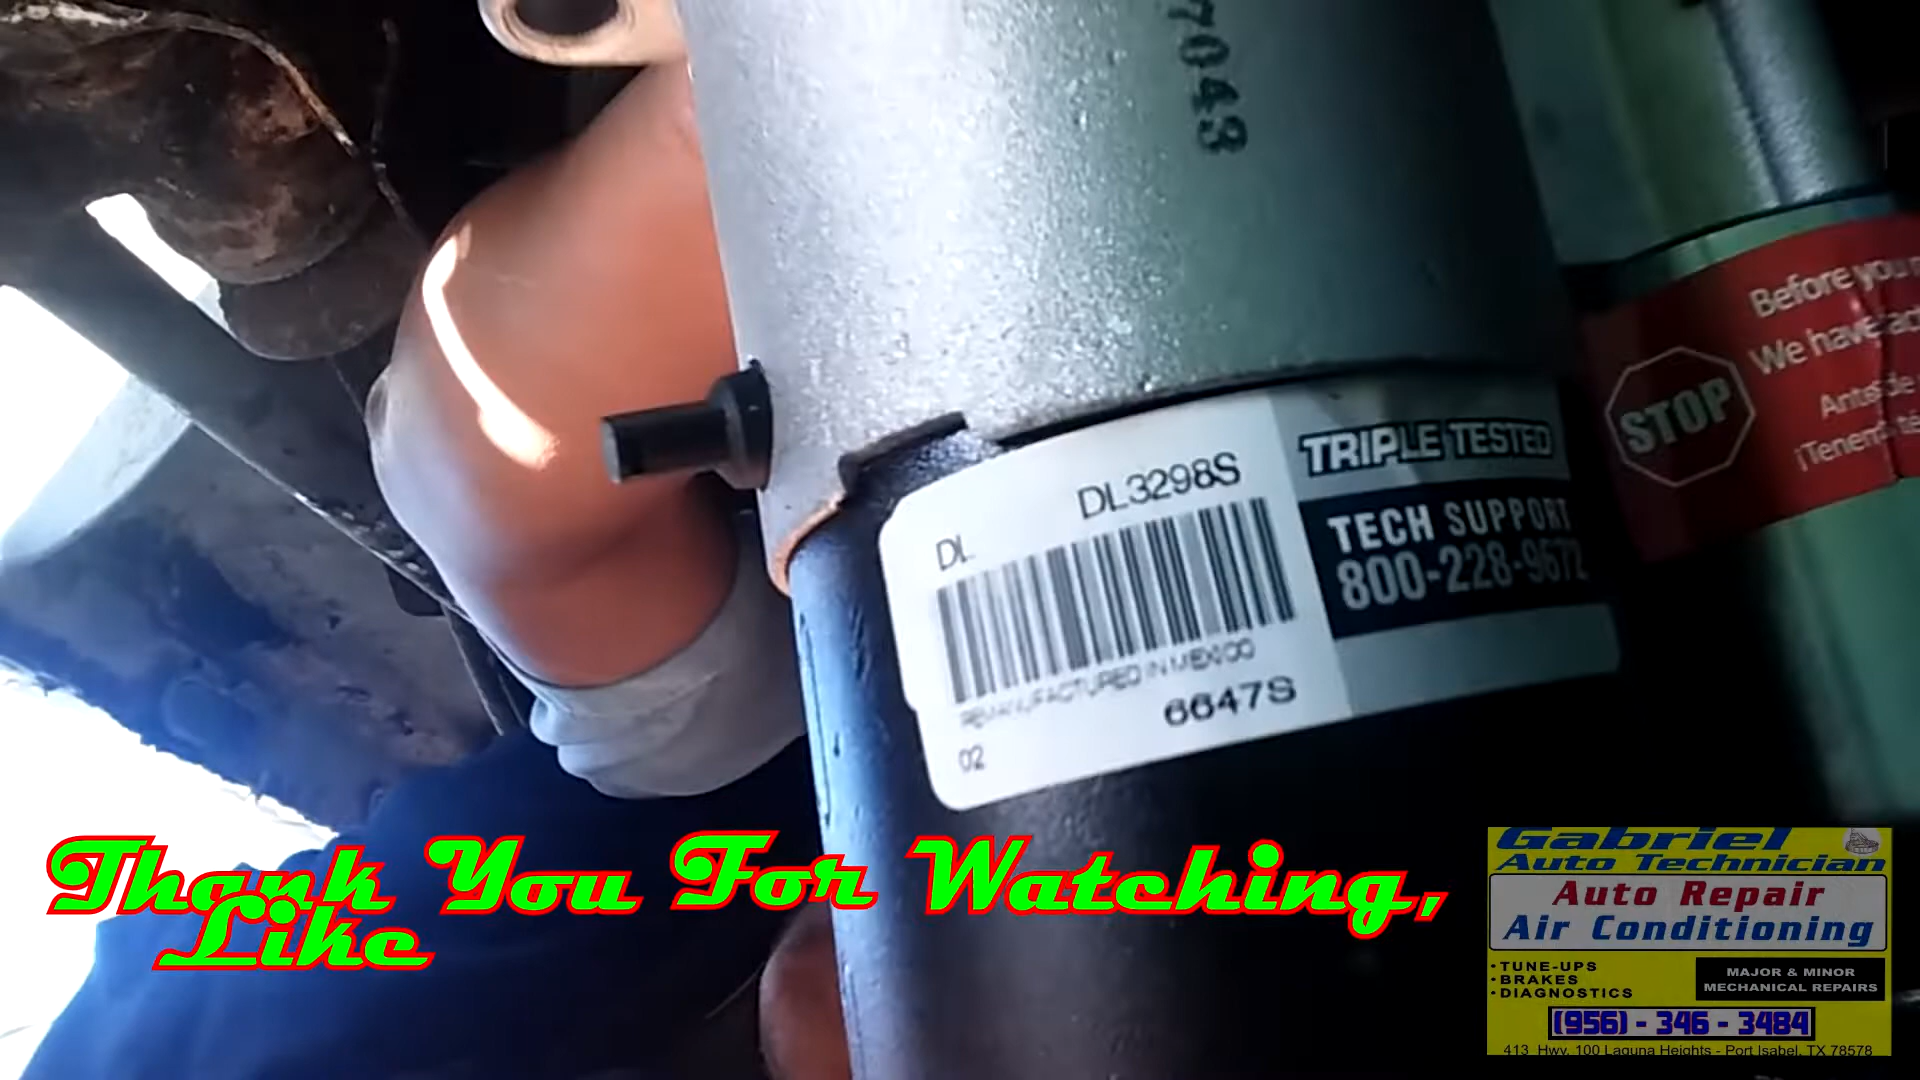 77043
Before you
We have
STOP
TRIPLE TESTED
TECH SUPPORT
800-228-9672
DL3298S
DL
REMANUFACTURED IN MEXICO
6647S
02
Thank You For Watching,
Like
Gabriel
Auto Technician
Auto Repair
Air Conditioning
•TUNE-UPS
•BRAKES
•DIAGNOSTICS
MAJOR & MINOR
MECHANICAL REPAIRS
(956) - 346 - 3484
413 Hwy. 100 Laguna Heights - Port Isabel, TX 78578